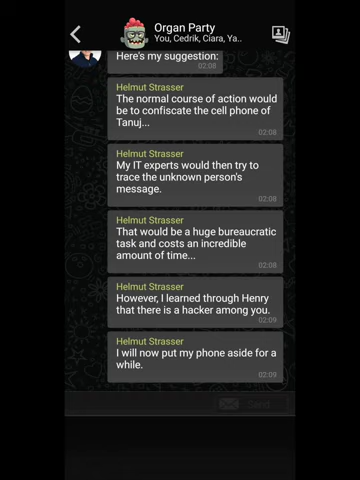 Organ Party
You, Cedrik, Ciara, Ya..
Here's my suggestion:
02:08
Helmut Strasser
The normal course of action would
be to confiscate the cell phone of
Tanuj...
02:08
Helmut Strasser
My IT experts would then try to
trace the unknown person's
message.
02:08
Helmut Strasser
That would be a huge bureaucratic
task and costs an incredible
amount of time...
02:08
Helmut Strasser
However, I learned through Henry
that there is a hacker among you.
02:09
Helmut Strasser
I will now put my phone aside for a
while.
02:09
Send